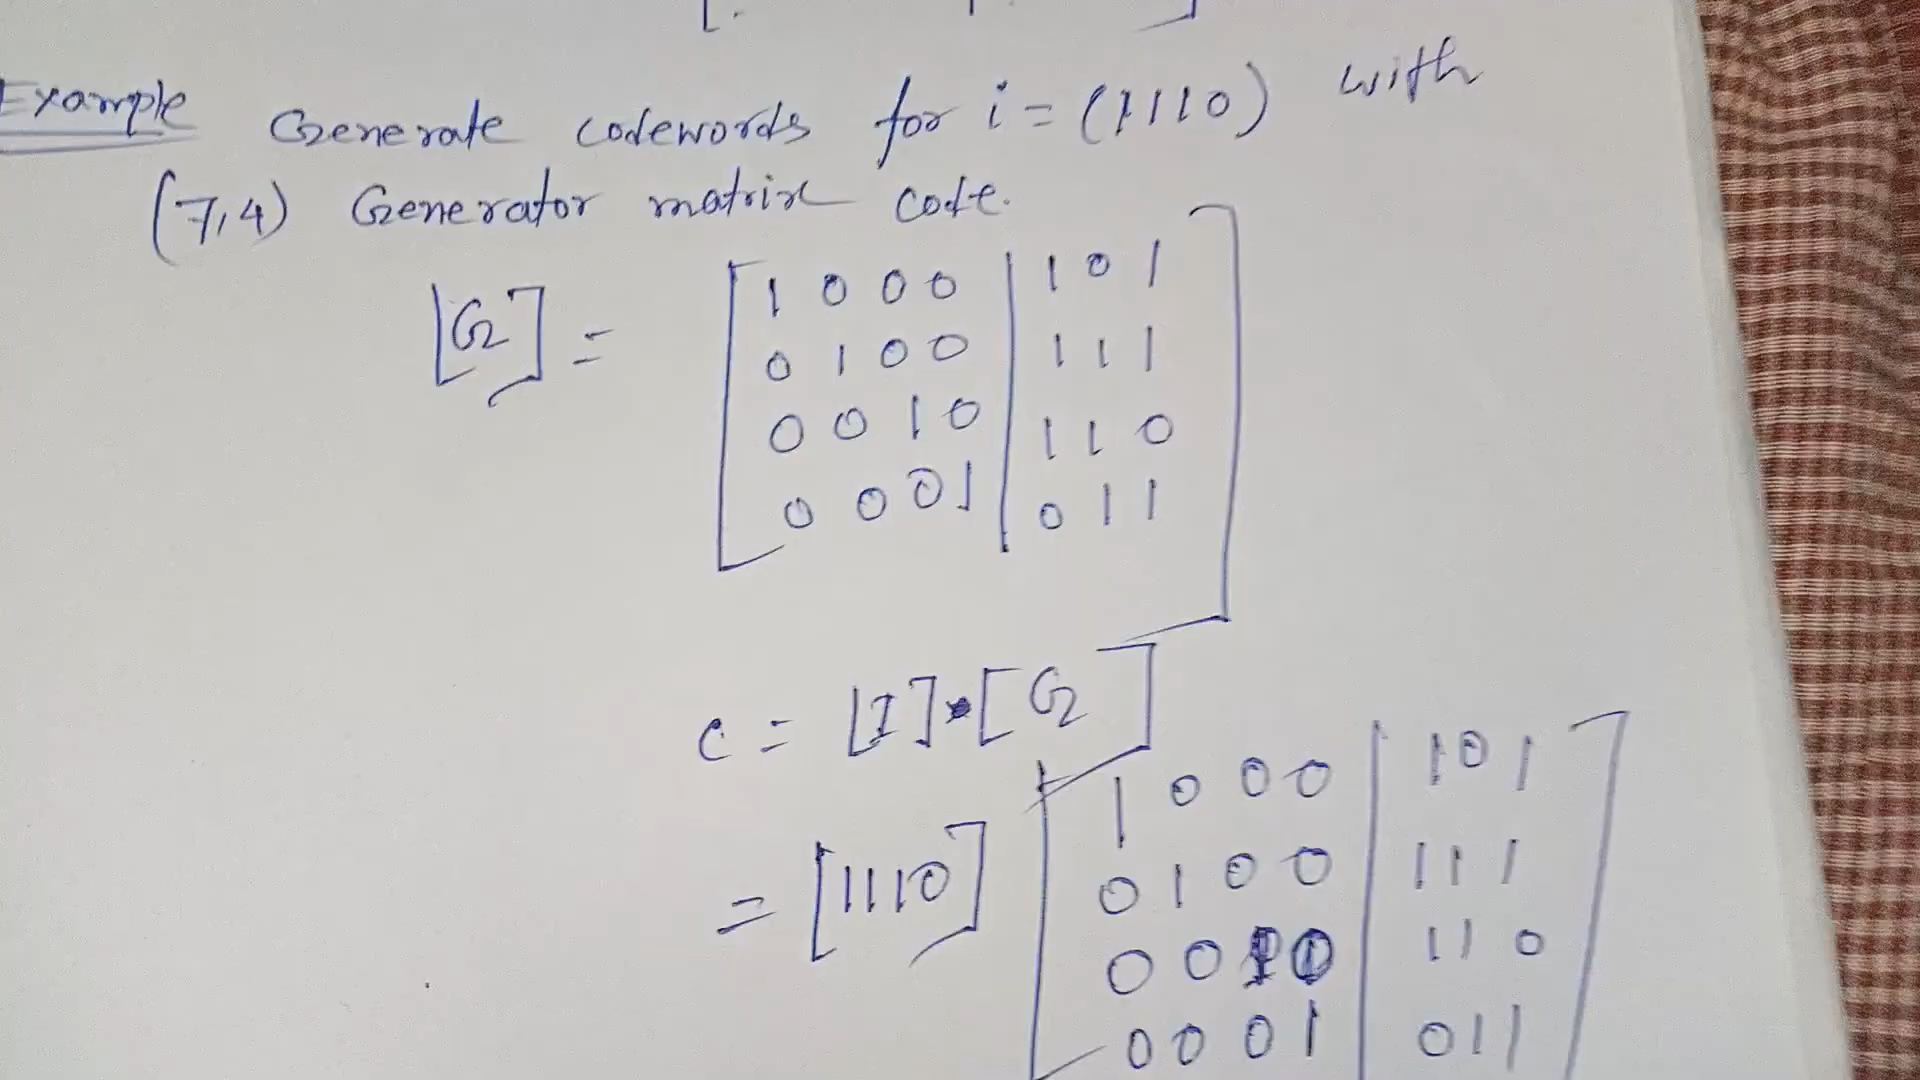 Example Generate codewords for i = (1110) with
(7,4) Generator matrix code.
[G] = [ 1 0 0 0 | 1 0 1
0 1 0 0 | 1 1 1
0 0 1 0 | 1 1 0
0 0 0 1 | 0 1 1 ]
c = [I]•[G]
= [1110] [ 1 0 0 0 | 1 0 1
0 1 0 0 | 1 1 1
0 0 1 0 | 1 1 0
0 0 0 1 | 0 1 1 ]